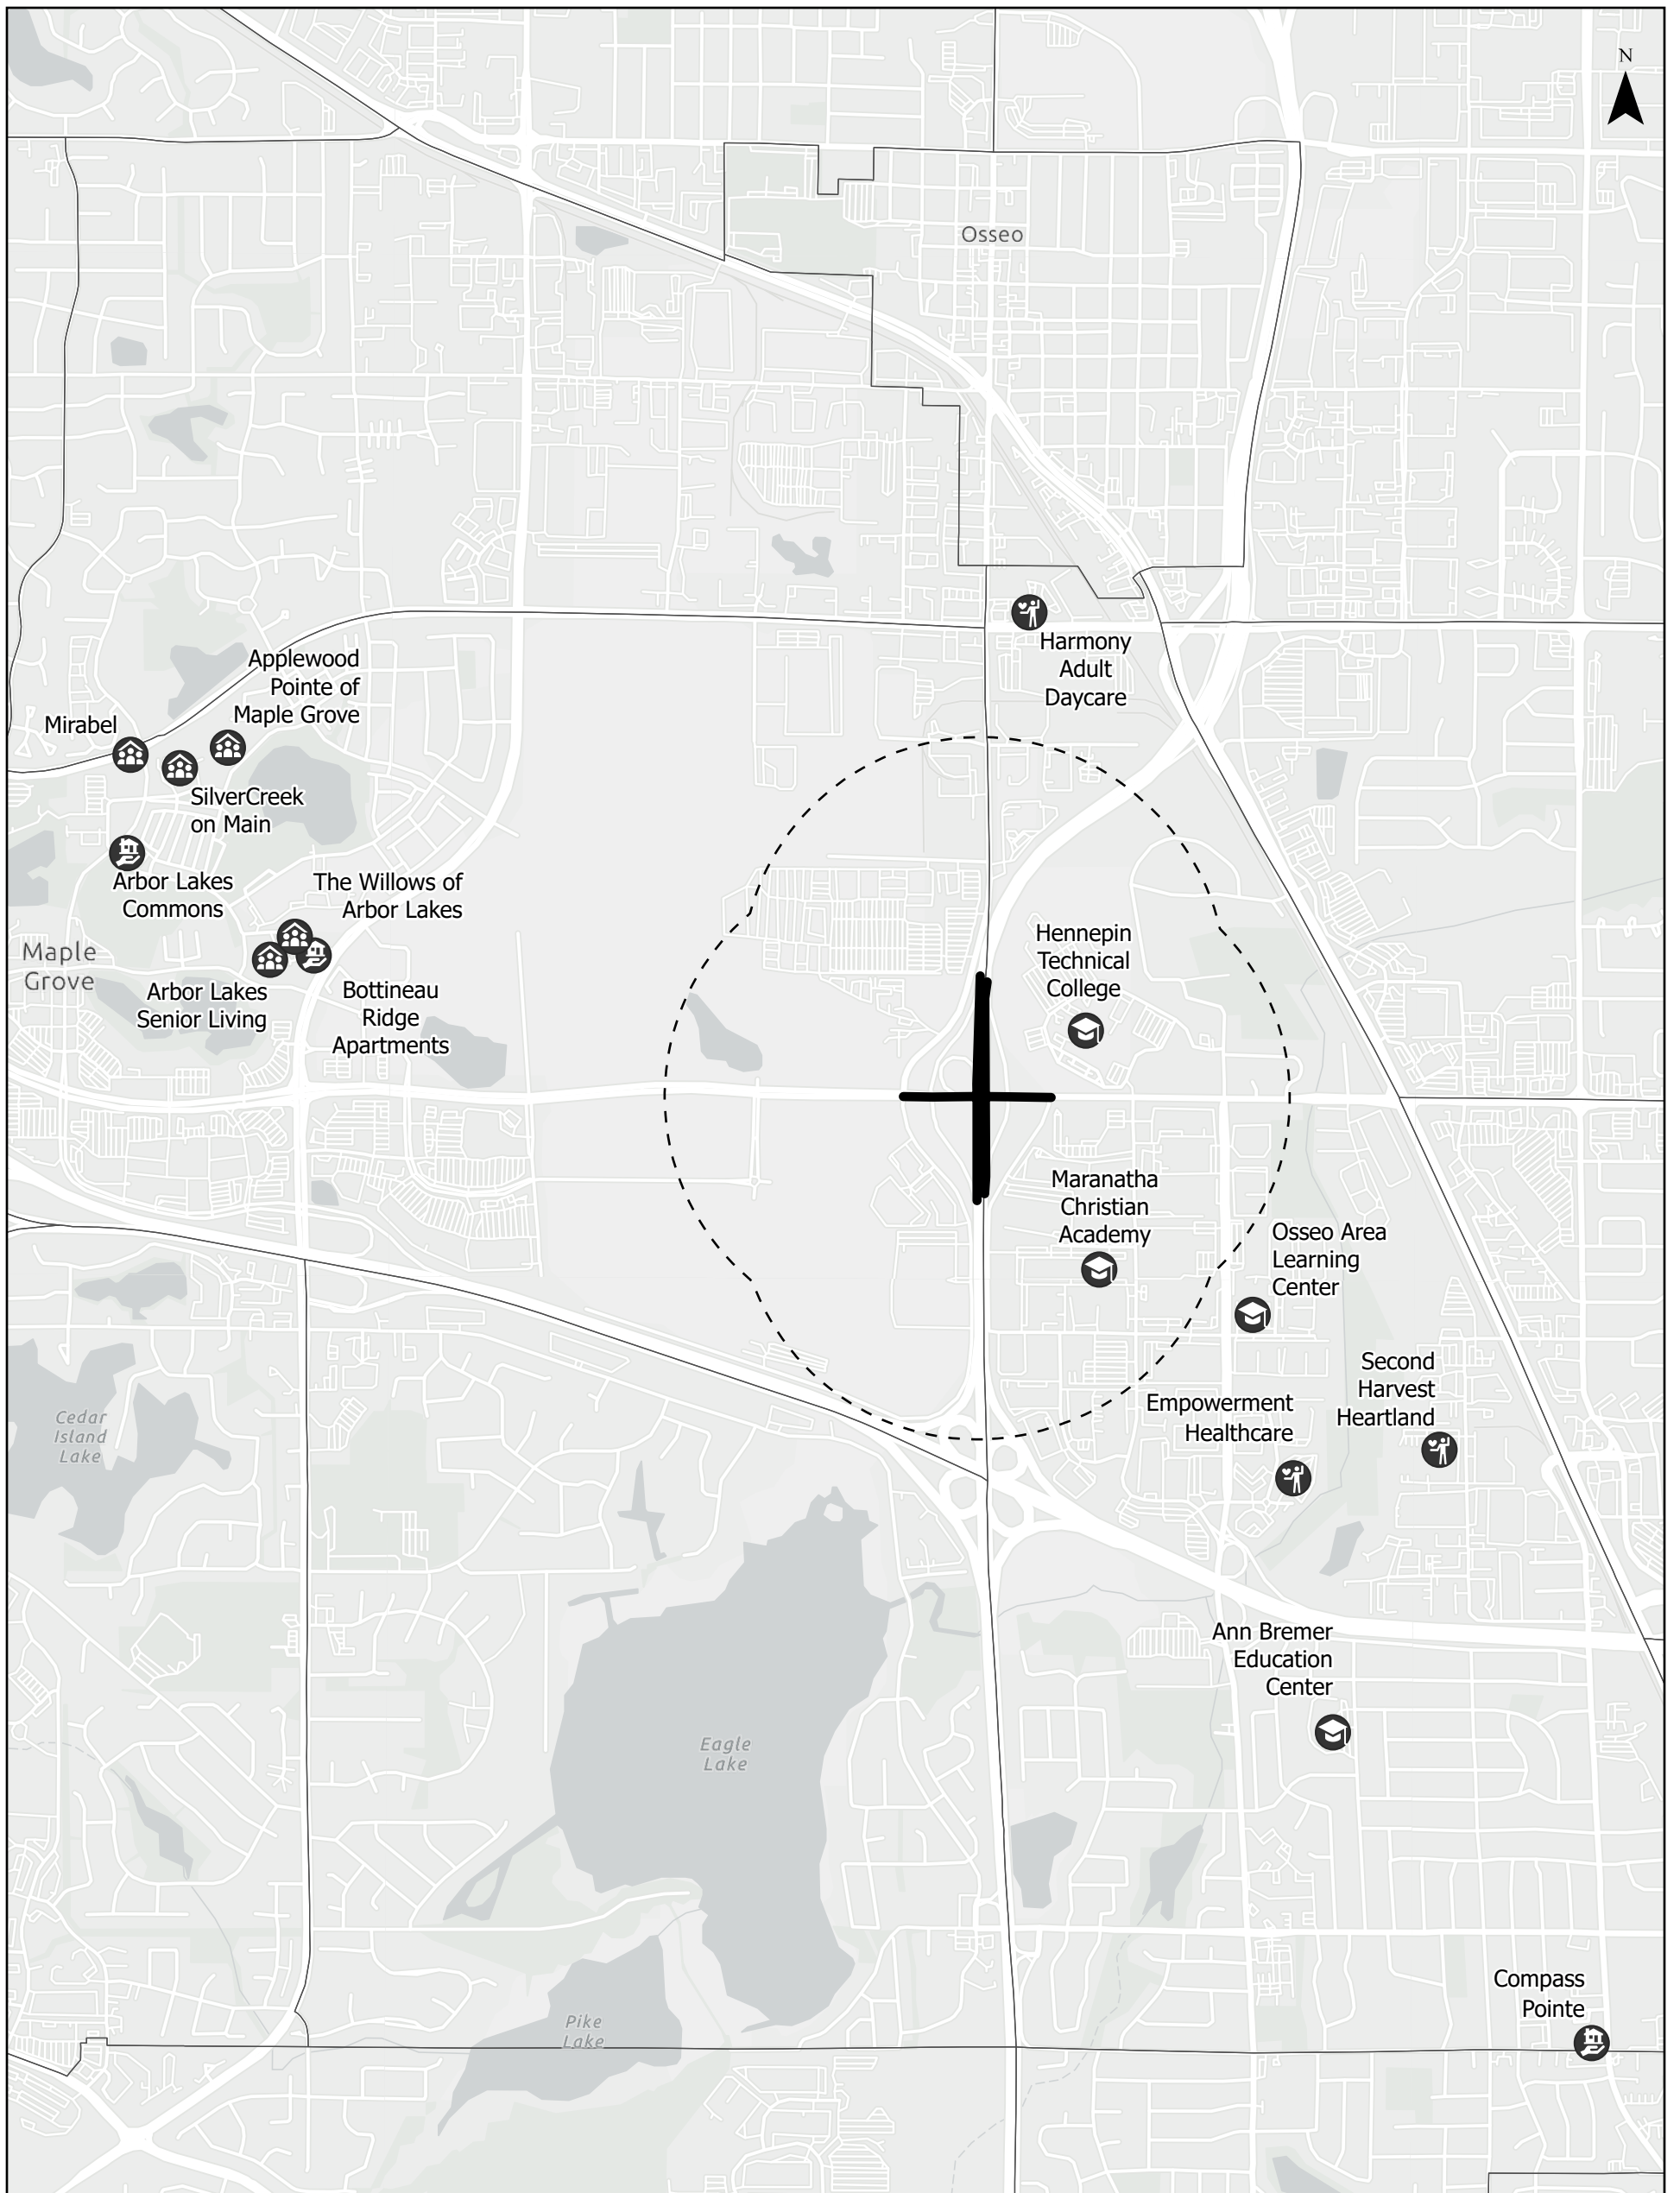 N
Osseo
Harmony
Adult
Daycare
Applewood
Pointe of
Maple Grove
Mirabel
SilverCreek
on Main
Arbor Lakes
Commons
The Willows of
Arbor Lakes
Maple
Grove
Arbor Lakes
Senior Living
Bottineau
Ridge
Apartments
Hennepin
Technical
College
Maranatha
Christian
Academy
Osseo Area
Learning
Center
Second
Harvest
Heartland
Empowerment
Healthcare
Cedar
Island
Lake
Ann Bremer
Education
Center
Eagle
Lake
Compass
Pointe
Pike
Lake